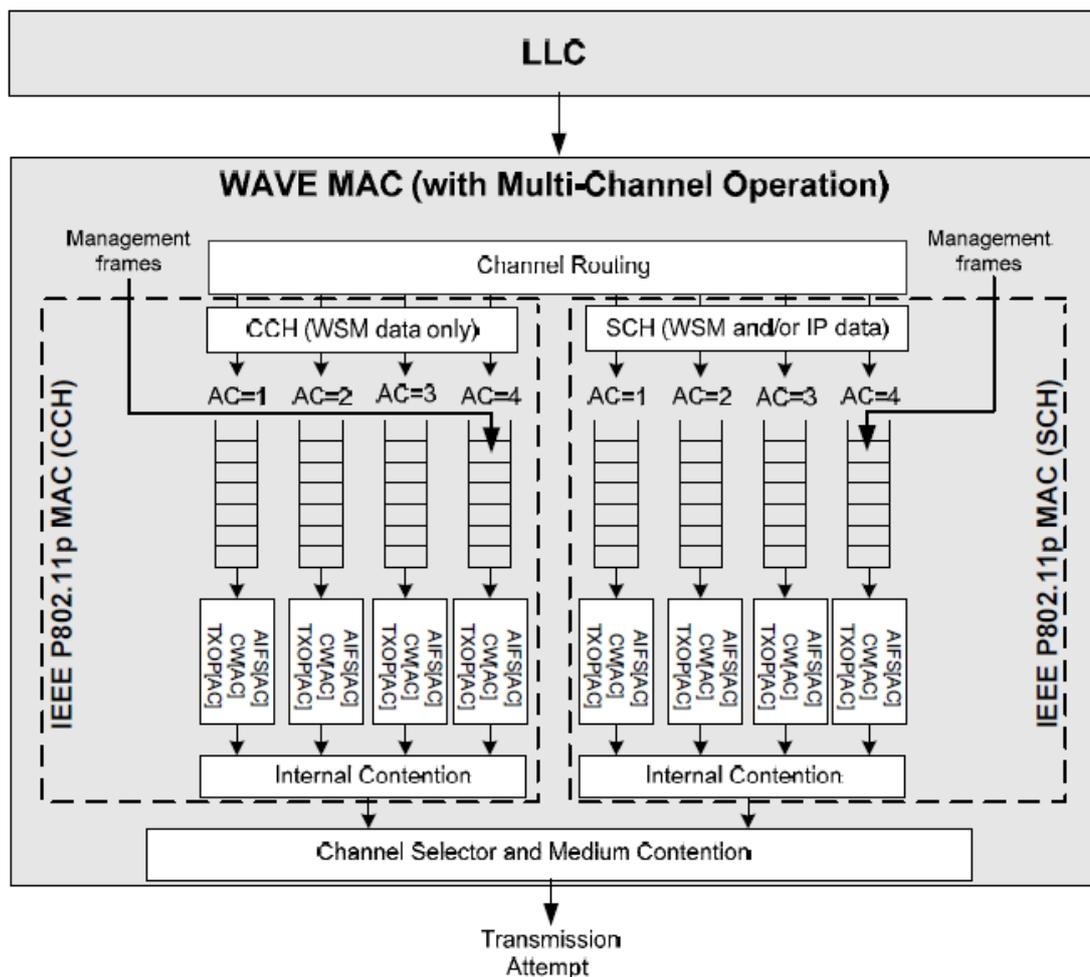 LLC
WAVE MAC (with Multi-Channel Operation)
Management
frames
Management
frames
Channel Routing
CCH (WSM data only)
SCH (WSM and/or IP data)
AC=1
AC=2
AC=3
AC=4
AC=1
AC=2
AC=3
AC=4
IEEE P802.11p MAC (CCH)
IEEE P802.11p MAC (SCH)
AIFS[AC]
CW[AC]
TXOP[AC]
AIFS[AC]
CW[AC]
TXOP[AC]
AIFS[AC]
CW[AC]
TXOP[AC]
AIFS[AC]
CW[AC]
TXOP[AC]
AIFS[AC]
CW[AC]
TXOP[AC]
AIFS[AC]
CW[AC]
TXOP[AC]
AIFS[AC]
CW[AC]
TXOP[AC]
AIFS[AC]
CW[AC]
TXOP[AC]
Internal Contention
Internal Contention
Channel Selector and Medium Contention
Transmission
Attempt